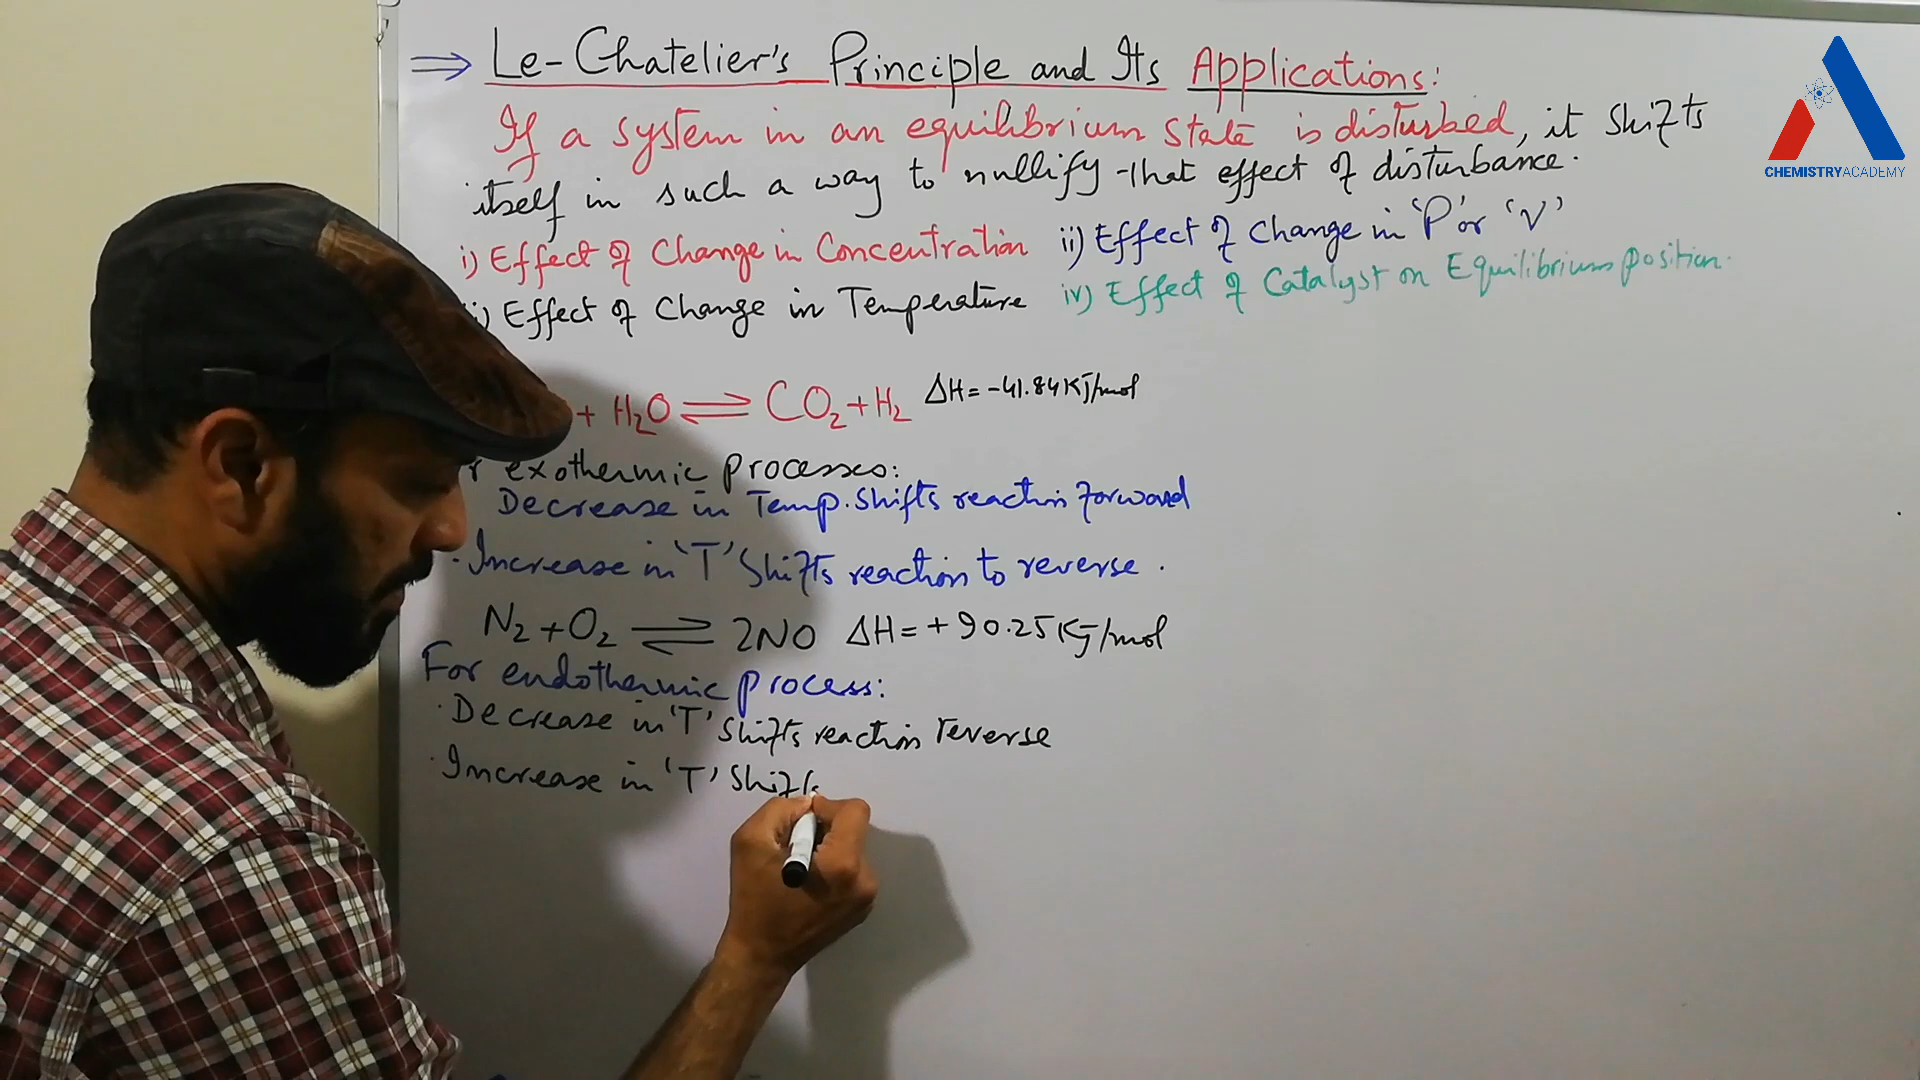 ⇒ Le-Chatelier's Principle and Its Applications:
If a system in an equilibrium state is disturbed, it shifts
itself in such a way to nullify that effect of disturbance.
i) Effect of Change in Concentration ii) Effect of Change in 'P' or 'V'
i) Effect of Change in Temperature iv) Effect of Catalyst on Equilibrium position.
+ H₂O ⇌ CO₂ + H₂ ΔH = -41.84 KJ/mol
r exothermic processes:
Decrease in Temp. Shifts reaction forward
· Increase in 'T' Shifts reaction to reverse.
N₂ + O₂ ⇌ 2NO ΔH = + 90.25 KJ/mol
For endothermic process:
· Decrease in 'T' shifts reaction reverse
· Increase in 'T' Shifts
CHEMISTRYACADEMY